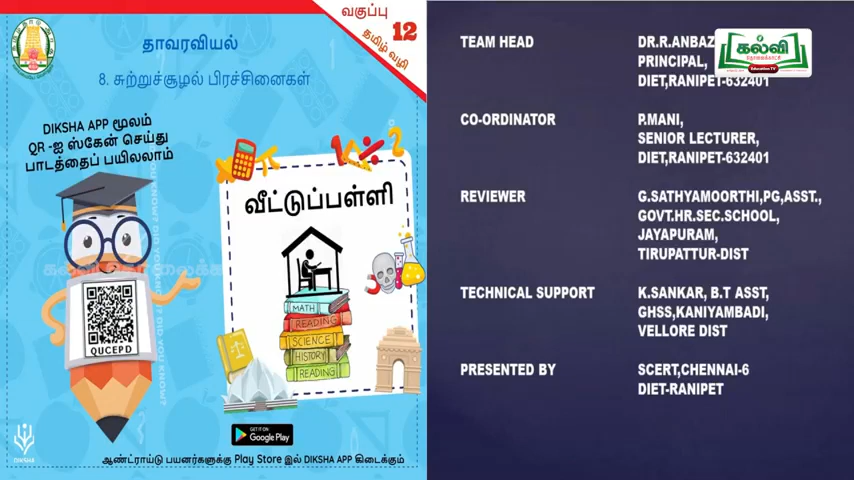 வகுப்பு
12
தமிழ் வழி
தாவரவியல்
8. சுற்றுச்சூழல் பிரச்சினைகள்
DIKSHA APP மூலம்
QR -ஐ ஸ்கேன் செய்து
பாடத்தைப் பயிலலாம்
வீட்டுப்பள்ளி
MATH
READING
SCIENCE
HISTORY
READING
QUCEPD
GET IT ON
Google Play
DIKSHA
ஆண்ட்ராய்டு பயனர்களுக்கு Play Store இல் DIKSHA APP கிடைக்கும்
கல்வி
தொலைக்காட்சி
Education TV
TEAM HEAD
DR.R.ANBAZ
PRINCIPAL,
DIET,RANIPET-632401
CO-ORDINATOR
P.MANI,
SENIOR LECTURER,
DIET,RANIPET-632401
REVIEWER
G.SATHYAMOORTHI,PG,ASST.,
GOVT.HR.SEC.SCHOOL,
JAYAPURAM,
TIRUPATTUR-DIST
TECHNICAL SUPPORT
K.SANKAR, B.T ASST,
GHSS,KANIYAMBADI,
VELLORE DIST
PRESENTED BY
SCERT,CHENNAI-6
DIET-RANIPET